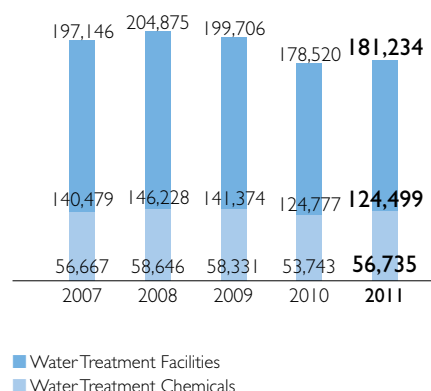 197,146 204,875 199,706 178,520 181,234
140,479 146,228 141,374 124,777 124,499
56,667 58,646 58,331 53,743 56,735
2007 2008 2009 2010 2011
Water Treatment Facilities
Water Treatment Chemicals